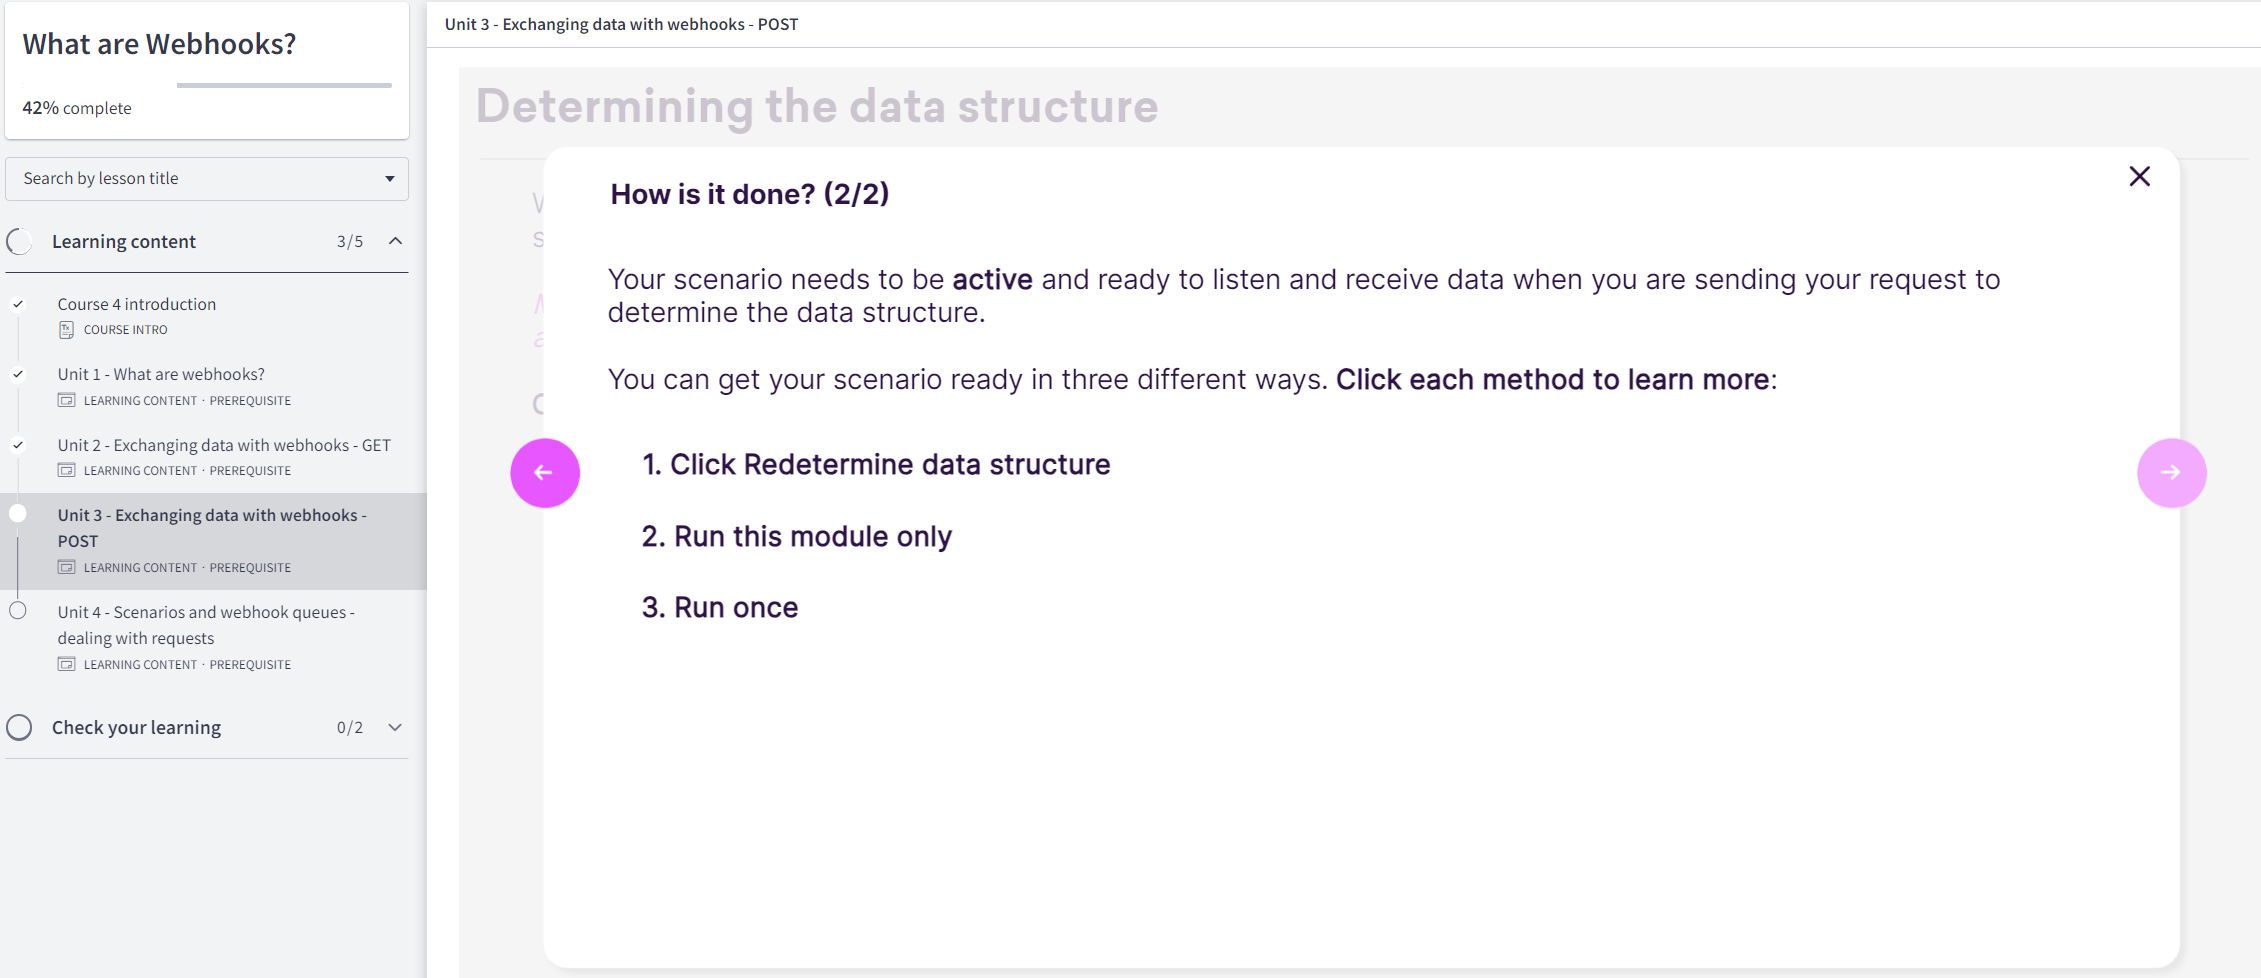 What are Webhooks?
42% complete
Search by lesson title
Learning content 3/5
Course 4 introduction
COURSE INTRO
Unit 1 - What are webhooks?
LEARNING CONTENT · PREREQUISITE
Unit 2 - Exchanging data with webhooks - GET
LEARNING CONTENT · PREREQUISITE
Unit 3 - Exchanging data with webhooks -
POST
LEARNING CONTENT · PREREQUISITE
Unit 4 - Scenarios and webhook queues -
dealing with requests
LEARNING CONTENT · PREREQUISITE
Check your learning 0/2
Unit 3 - Exchanging data with webhooks - POST
Determining the data structure
How is it done? (2/2)
Your scenario needs to be active and ready to listen and receive data when you are sending your request to
determine the data structure.
You can get your scenario ready in three different ways. Click each method to learn more:
1. Click Redetermine data structure
2. Run this module only
3. Run once